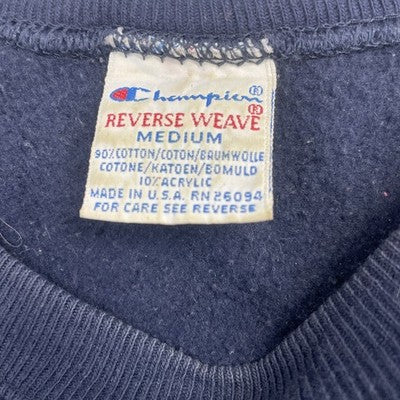 Champion®
REVERSE WEAVE®
MEDIUM
90% COTTON/COTON/BAUMWOLLE
COTONE/KATOEN/BOMULD
10% ACRYLIC
MADE IN U.S.A. RN 26094
FOR CARE SEE REVERSE